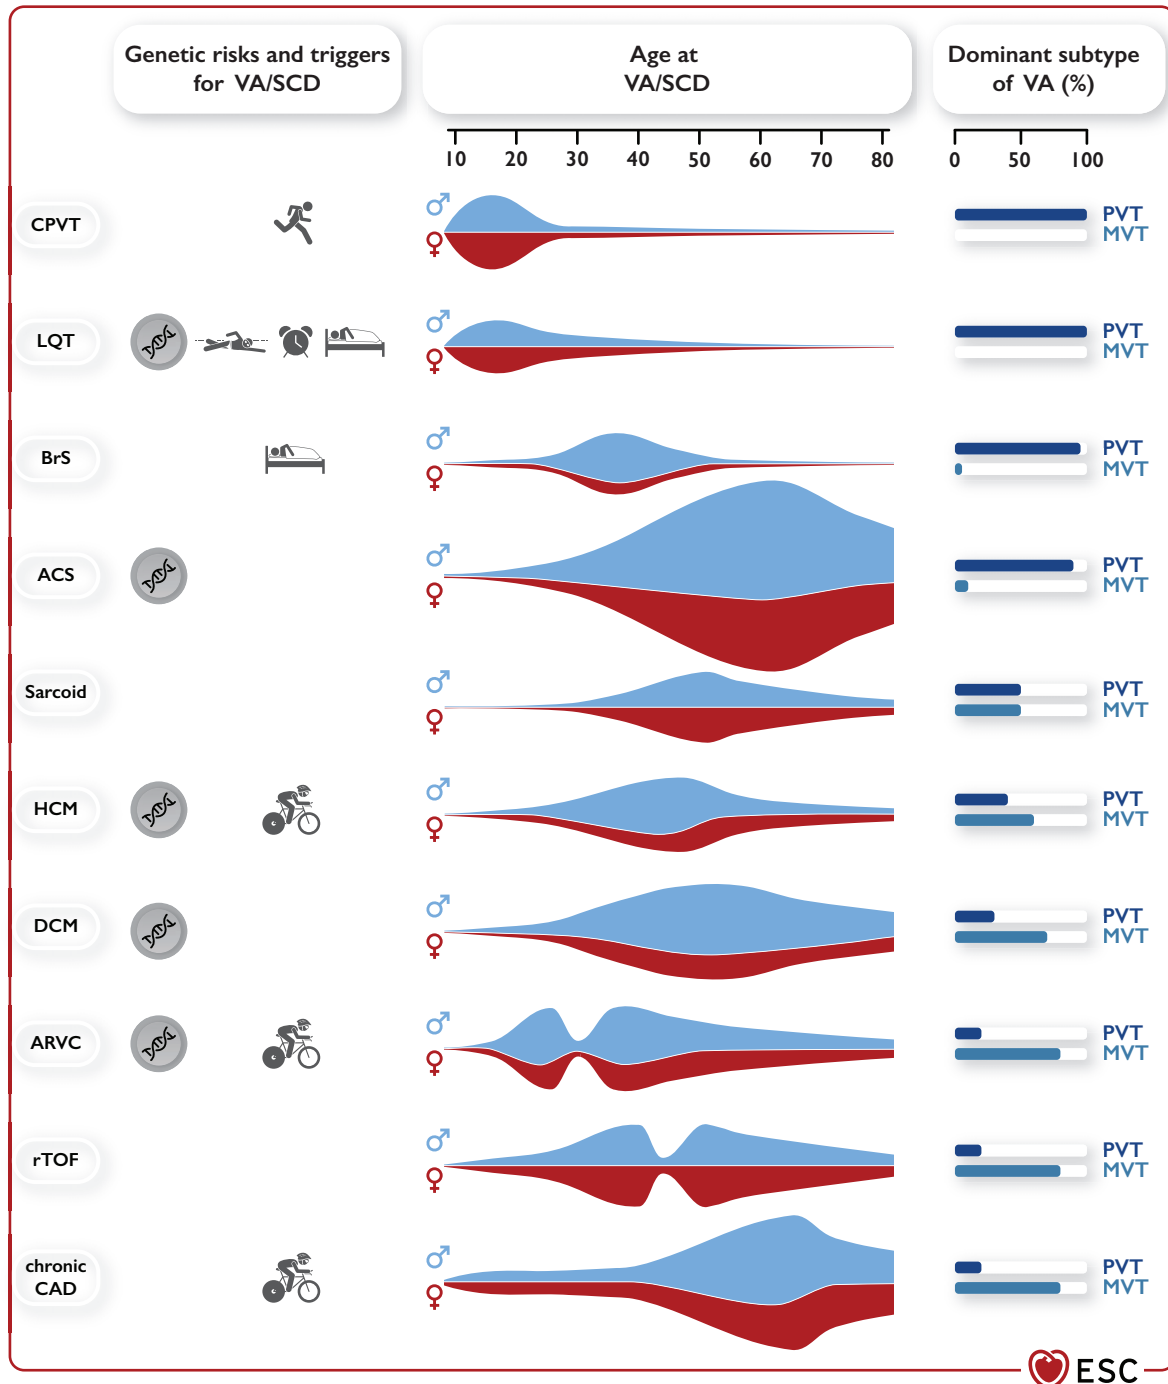 Genetic risks and triggers
for VA/SCD
Age at
VA/SCD
Dominant subtype
of VA (%)
10 20 30 40 50 60 70 80
0 50 100
CPVT
♂
♀
PVT
MVT
LQT
♂
♀
PVT
MVT
BrS
♂
♀
PVT
MVT
ACS
♂
♀
PVT
MVT
Sarcoid
♂
♀
PVT
MVT
HCM
♂
♀
PVT
MVT
DCM
♂
♀
PVT
MVT
ARVC
♂
♀
PVT
MVT
rTOF
♂
♀
PVT
MVT
chronic
CAD
♂
♀
PVT
MVT
ESC